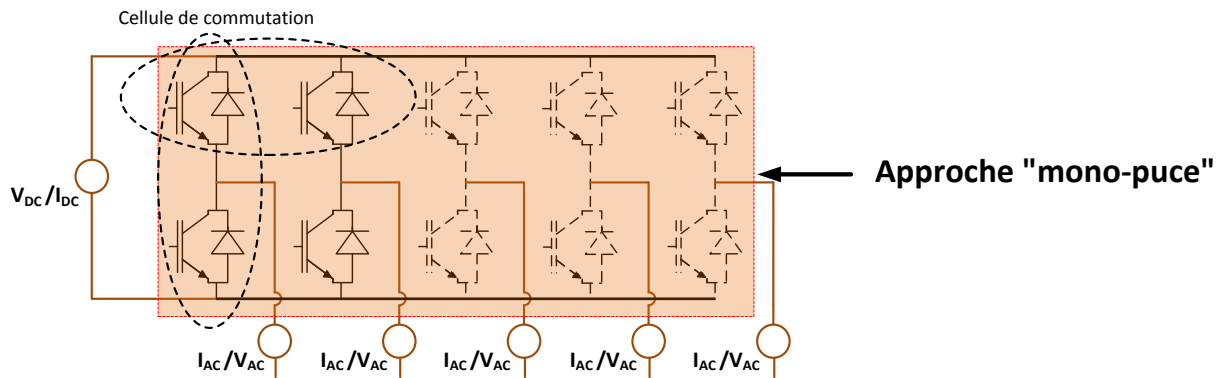 Cellule de commutation
Approche "mono-puce"
VDC/IDC
IAC/VAC
IAC/VAC
IAC/VAC
IAC/VAC
IAC/VAC